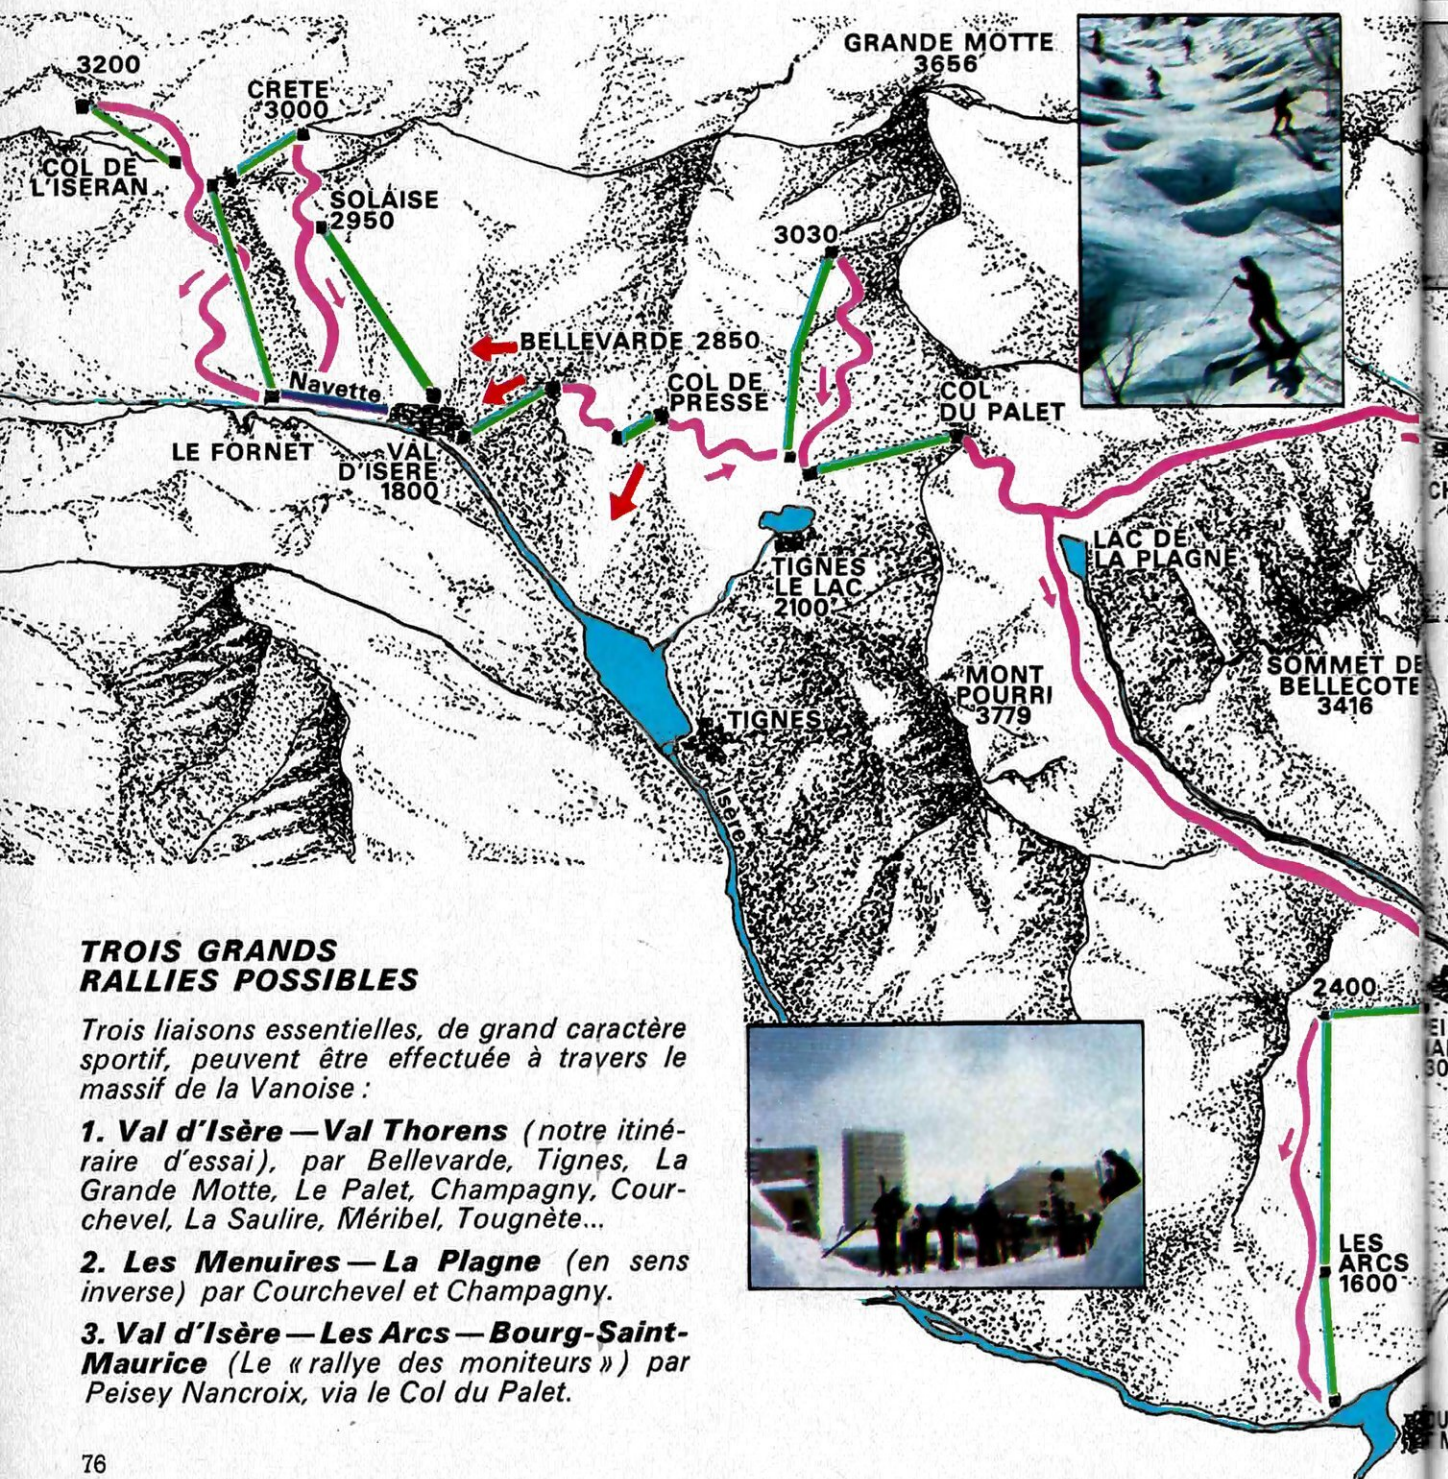 3200
CRETE
3000
GRANDE MOTTE
3656
COL DE
L'ISERAN
SOLAISE
2950
3030
BELLEVARDE 2850
COL DE
PRESSE
COL
DU PALET
Navette
LE FORNET
VAL
D'ISERE
1800
TIGNES
LE LAC
2100
LAC DE
LA PLAGNE
MONT
POURRI
3779
SOMMET DE
BELLECOTE
3416
TIGNES
Isère
2400
LES
ARCS
1600
TROIS GRANDS
RALLIES POSSIBLES
Trois liaisons essentielles, de grand caractère
sportif, peuvent être effectuée à travers le
massif de la Vanoise :
1. Val d'Isère — Val Thorens (notre itiné-
raire d'essai), par Bellevarde, Tignes, La
Grande Motte, Le Palet, Champagny, Cour-
chevel, La Saulire, Méribel, Tougnète...
2. Les Menuires — La Plagne (en sens
inverse) par Courchevel et Champagny.
3. Val d'Isère — Les Arcs — Bourg-Saint-
Maurice (Le « rallye des moniteurs ») par
Peisey Nancroix, via le Col du Palet.
76